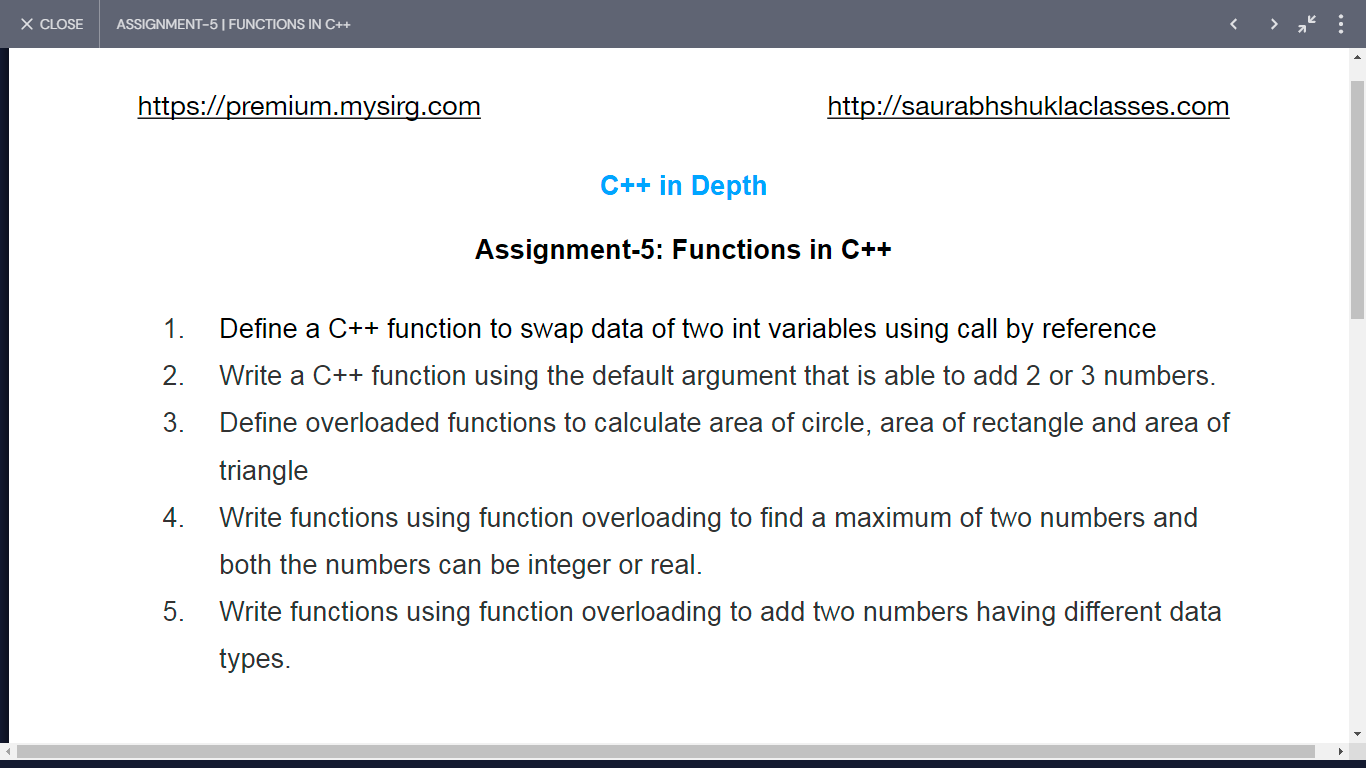 CLOSE
ASSIGNMENT-5 | FUNCTIONS IN C++
https://premium.mysirg.com
http://saurabhshuklaclasses.com
C++ in Depth
Assignment-5: Functions in C++
1. Define a C++ function to swap data of two int variables using call by reference
2. Write a C++ function using the default argument that is able to add 2 or 3 numbers.
3. Define overloaded functions to calculate area of circle, area of rectangle and area of
triangle
4. Write functions using function overloading to find a maximum of two numbers and
both the numbers can be integer or real.
5. Write functions using function overloading to add two numbers having different data
types.